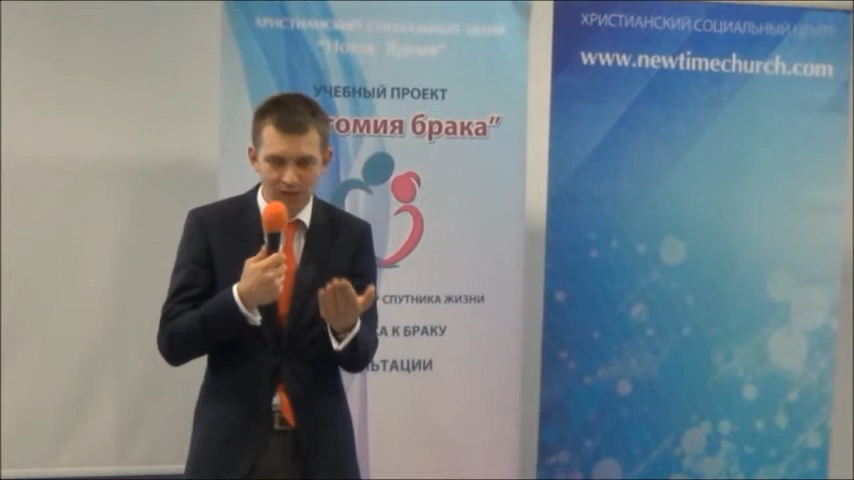 ХРИСТИАНСКИЙ СОЦИАЛЬНЫЙ ЦЕНТР
"Новое Время"
УЧЕБНЫЙ ПРОЕКТ
томия брака"
СПУТНИКА ЖИЗНИ
К БРАКУ
ЛЬТАЦИИ
ХРИСТИАНСКИЙ СОЦИАЛЬНЫЙ ЦЕНТР
www.newtimechurch.com